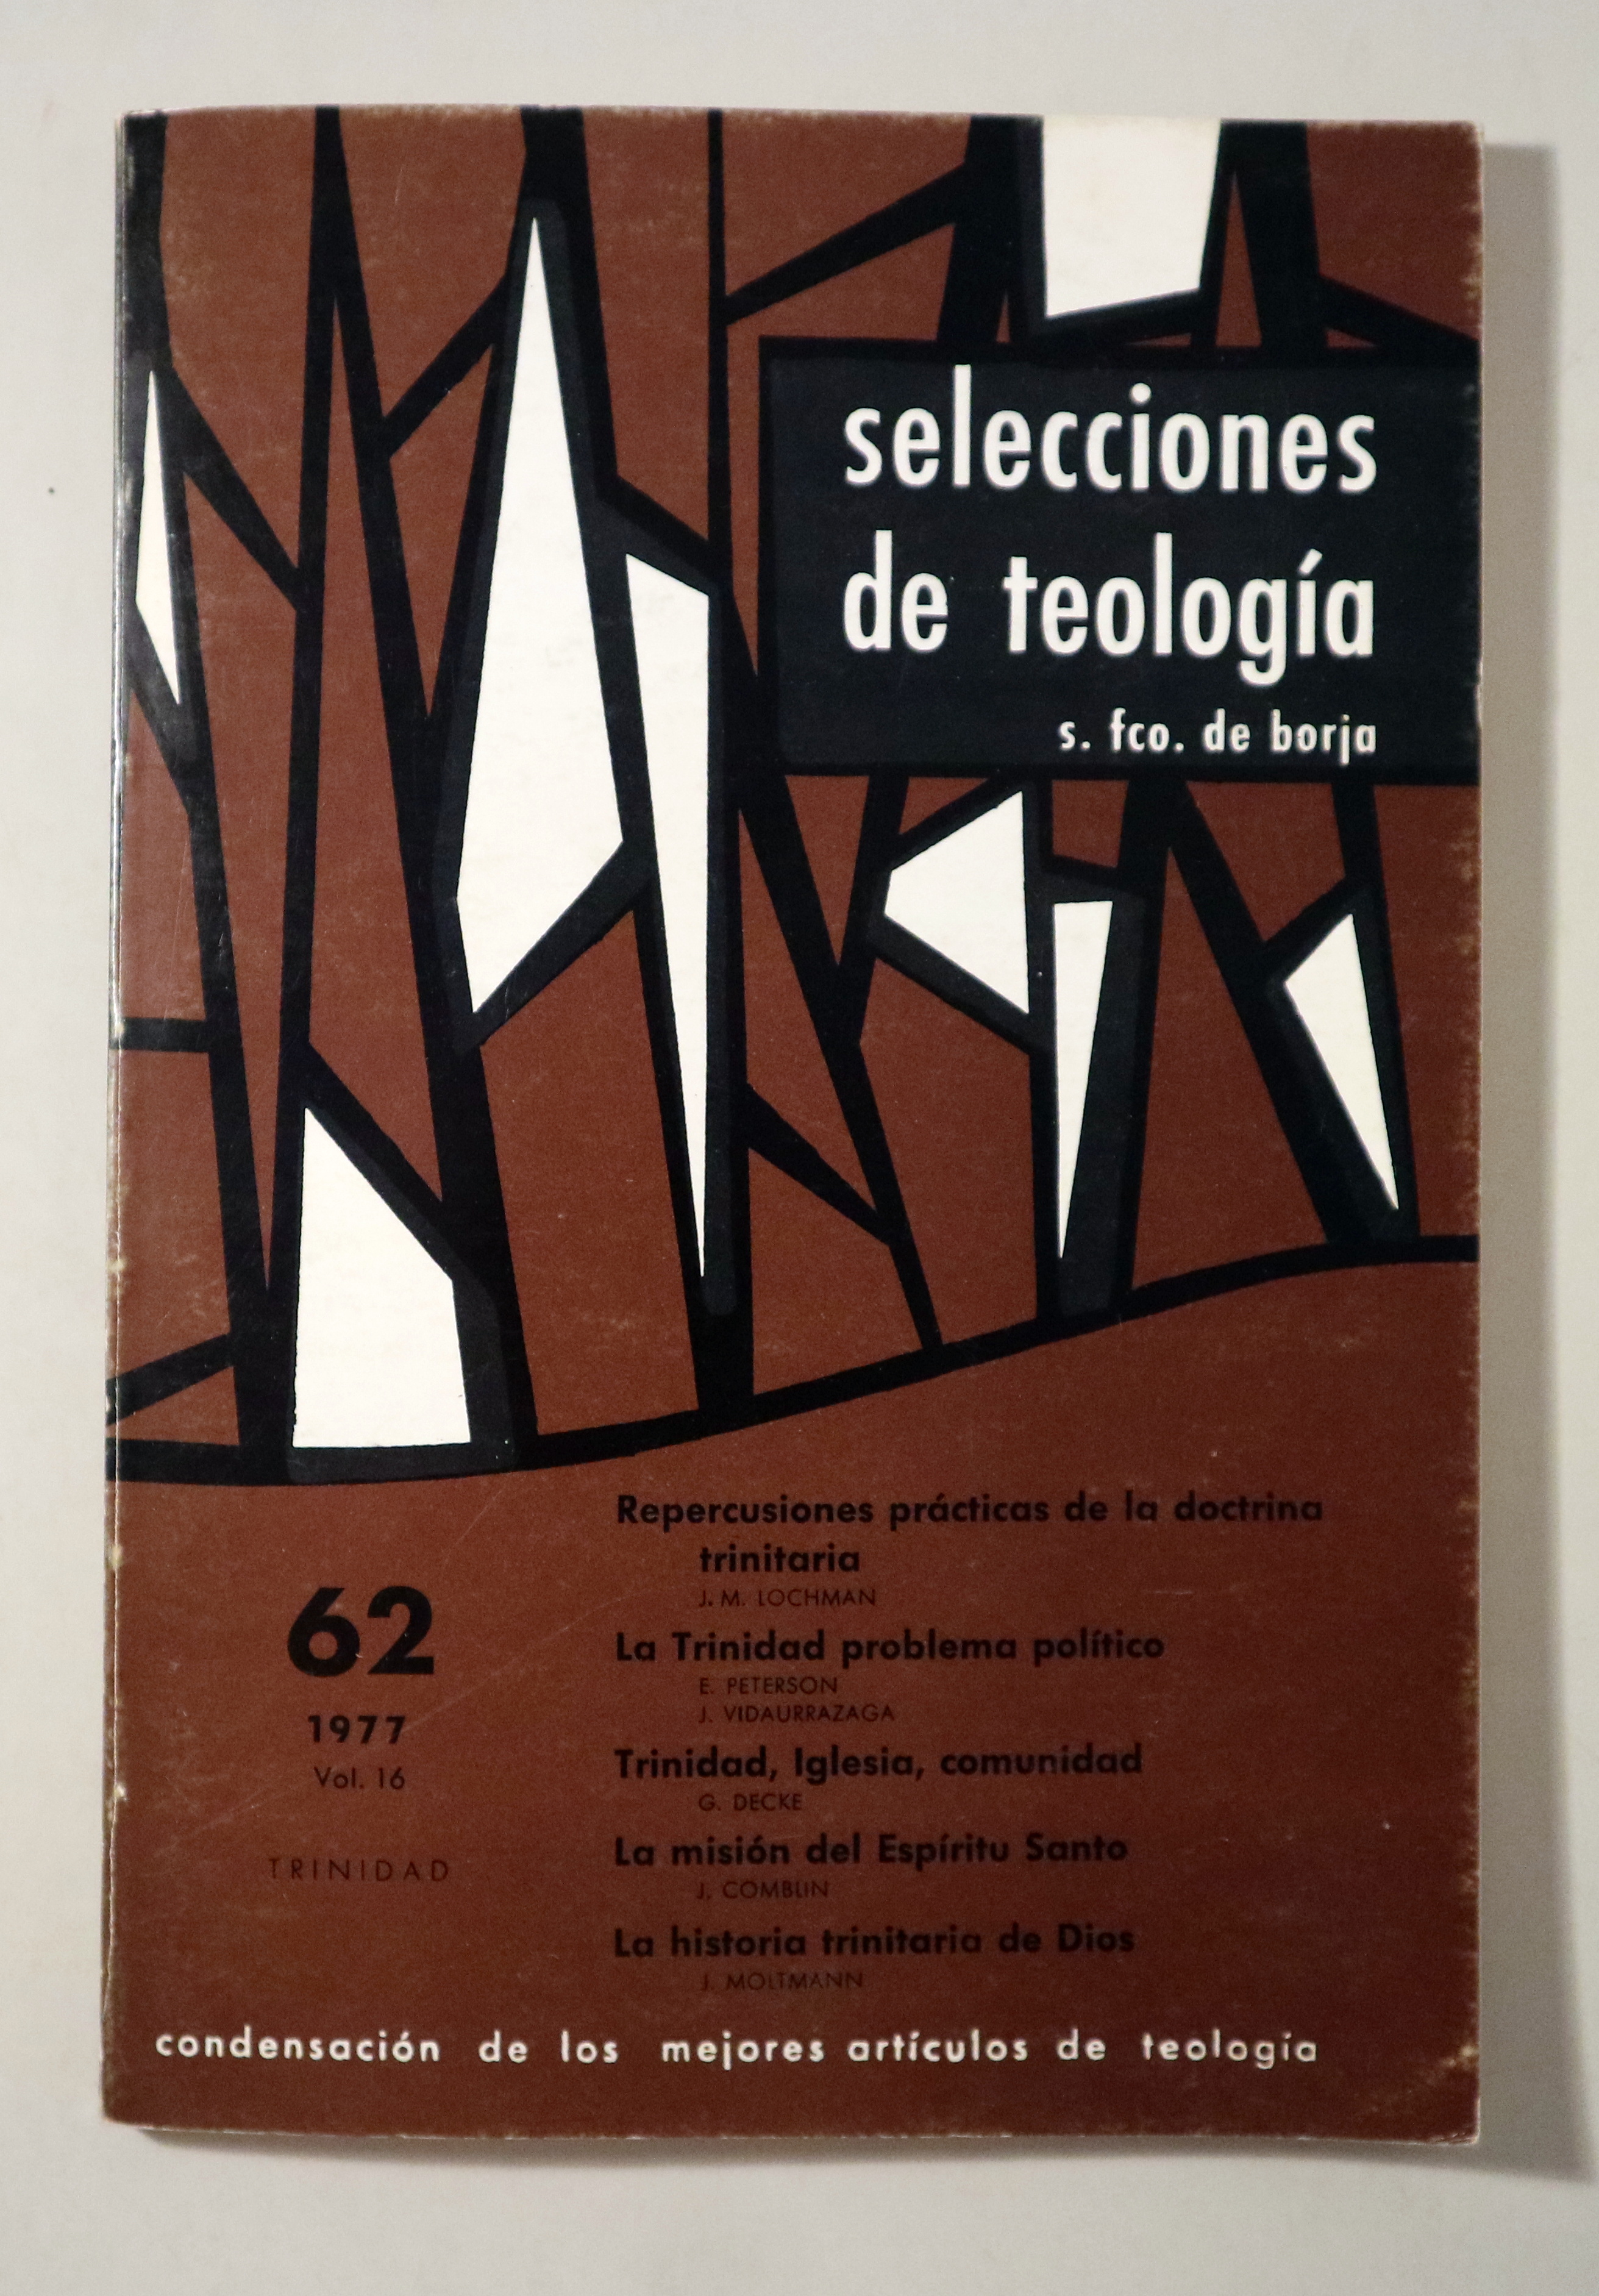 selecciones
de teología
s. fco. de borja
62
1977
Vol. 16
TRINIDAD
Repercusiones prácticas de la doctrina
trinitaria
J. M. LOCHMAN
La Trinidad problema político
E. PETERSON
J. VIDAURRAZAGA
Trinidad, Iglesia, comunidad
G. DECKE
La misión del Espíritu Santo
J. COMBLIN
La historia trinitaria de Dios
J. MOLTMANN
condensación de los mejores artículos de teología